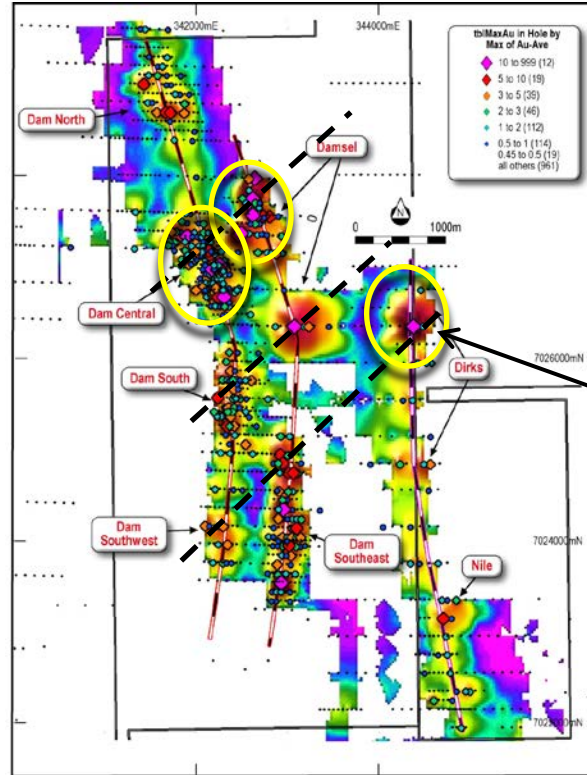 342000mE
344000mE
tblMaxAu in Hole by
Max of Au-Ave
10 to 999 (12)
5 to 10 (19)
3 to 5 (39)
2 to 3 (46)
1 to 2 (112)
0.5 to 1 (114)
0.45 to 0.5 (19)
all others (961)
Dam North
Damsel
N
0
1000m
0
Dam Central
7026000mN
Dam South
Dirks
Dam
Southwest
Dam
Southeast
7024000mN
Nile
7022000mN